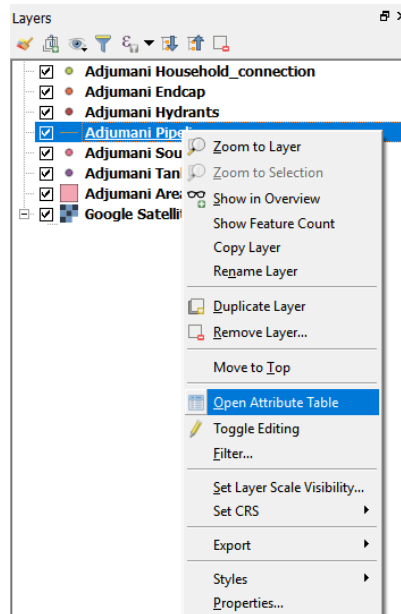 Layers
Adjumani Household_connection
Adjumani Endcap
Adjumani Hydrants
Adjumani Pipel
Adjumani Sou
Adjumani Tan
Adjumani Area
Google Satellit
Zoom to Layer
Zoom to Selection
Show in Overview
Show Feature Count
Copy Layer
Rename Layer
Duplicate Layer
Remove Layer...
Move to Top
Open Attribute Table
Toggle Editing
Filter...
Set Layer Scale Visibility...
Set CRS
Export
Styles
Properties...